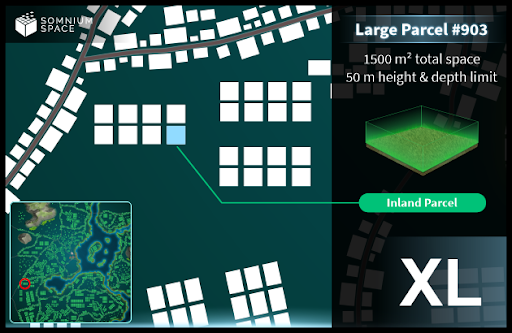 SOMNIUM
SPACE
Large Parcel #903
1500 m² total space
50 m height & depth limit
Inland Parcel
XL